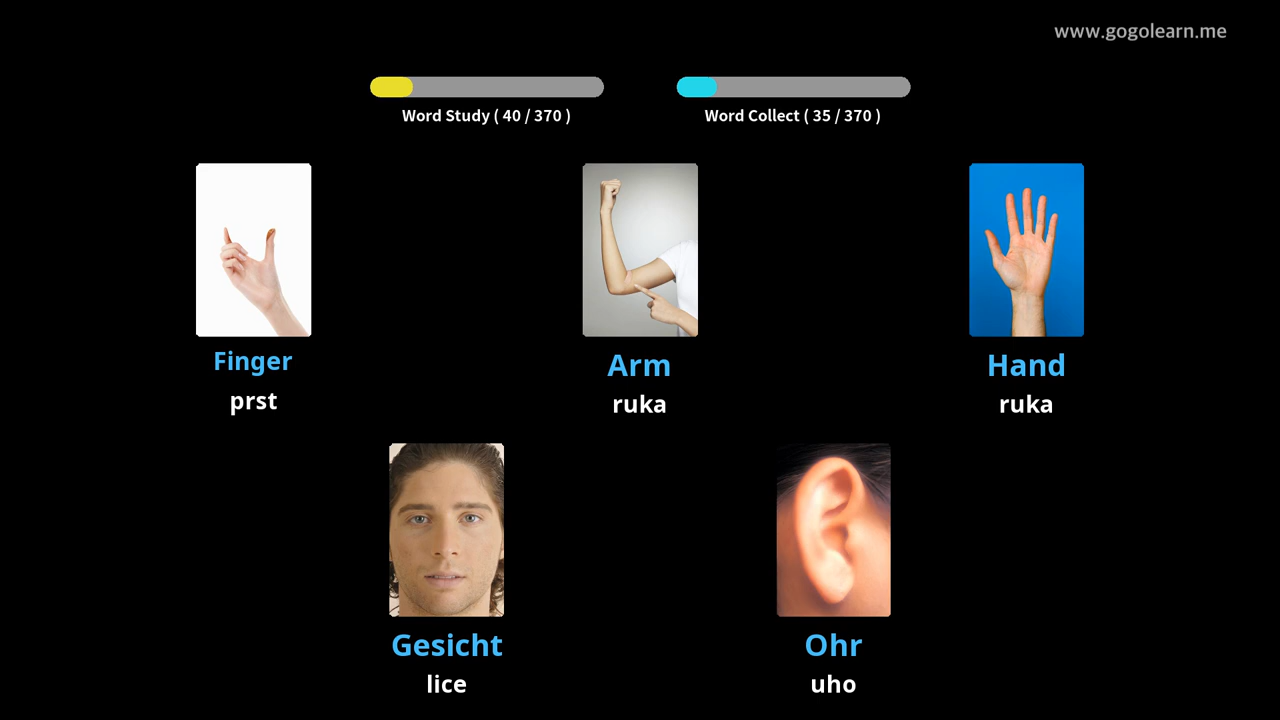 www.gogolearn.me
Word Study ( 40 / 370 )
Word Collect ( 35 / 370 )
Finger
prst
Arm
ruka
Hand
ruka
Gesicht
lice
Ohr
uho